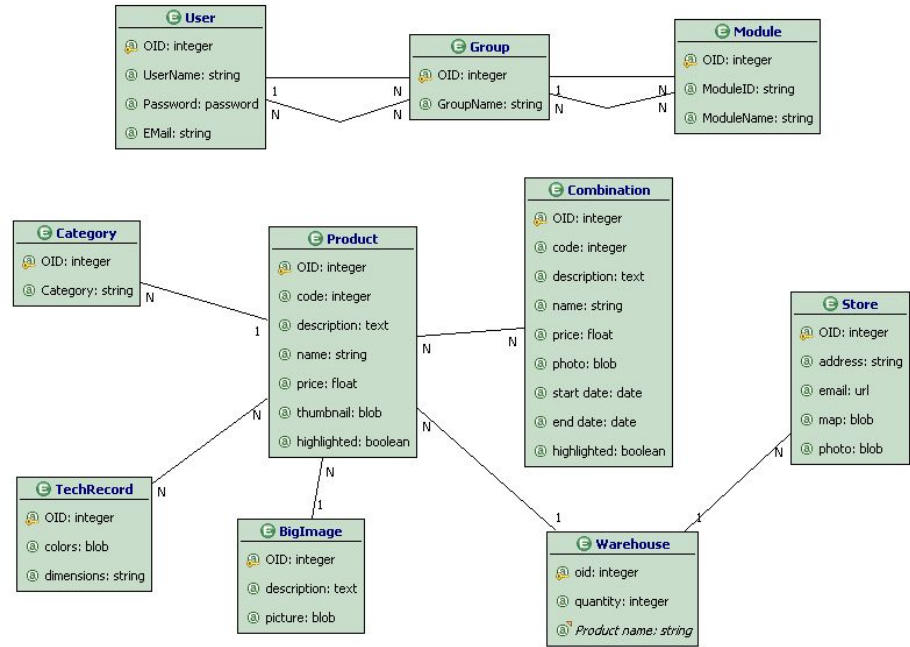 User
OID: integer
UserName: string
Password: password
EMail: string
1
N
N
N
Group
OID: integer
GroupName: string
1
N
N
N
Module
OID: integer
ModuleID: string
ModuleName: string
Category
OID: integer
Category: string
N
1
Product
OID: integer
code: integer
description: text
name: string
price: float
thumbnail: blob
highlighted: boolean
N
N
Combination
OID: integer
code: integer
description: text
name: string
price: float
photo: blob
start date: date
end date: date
highlighted: boolean
Store
OID: integer
address: string
email: url
map: blob
photo: blob
N
N
N
N
N
1
1
1
TechRecord
OID: integer
colors: blob
dimensions: string
BigImage
OID: integer
description: text
picture: blob
Warehouse
oid: integer
quantity: integer
Product name: string